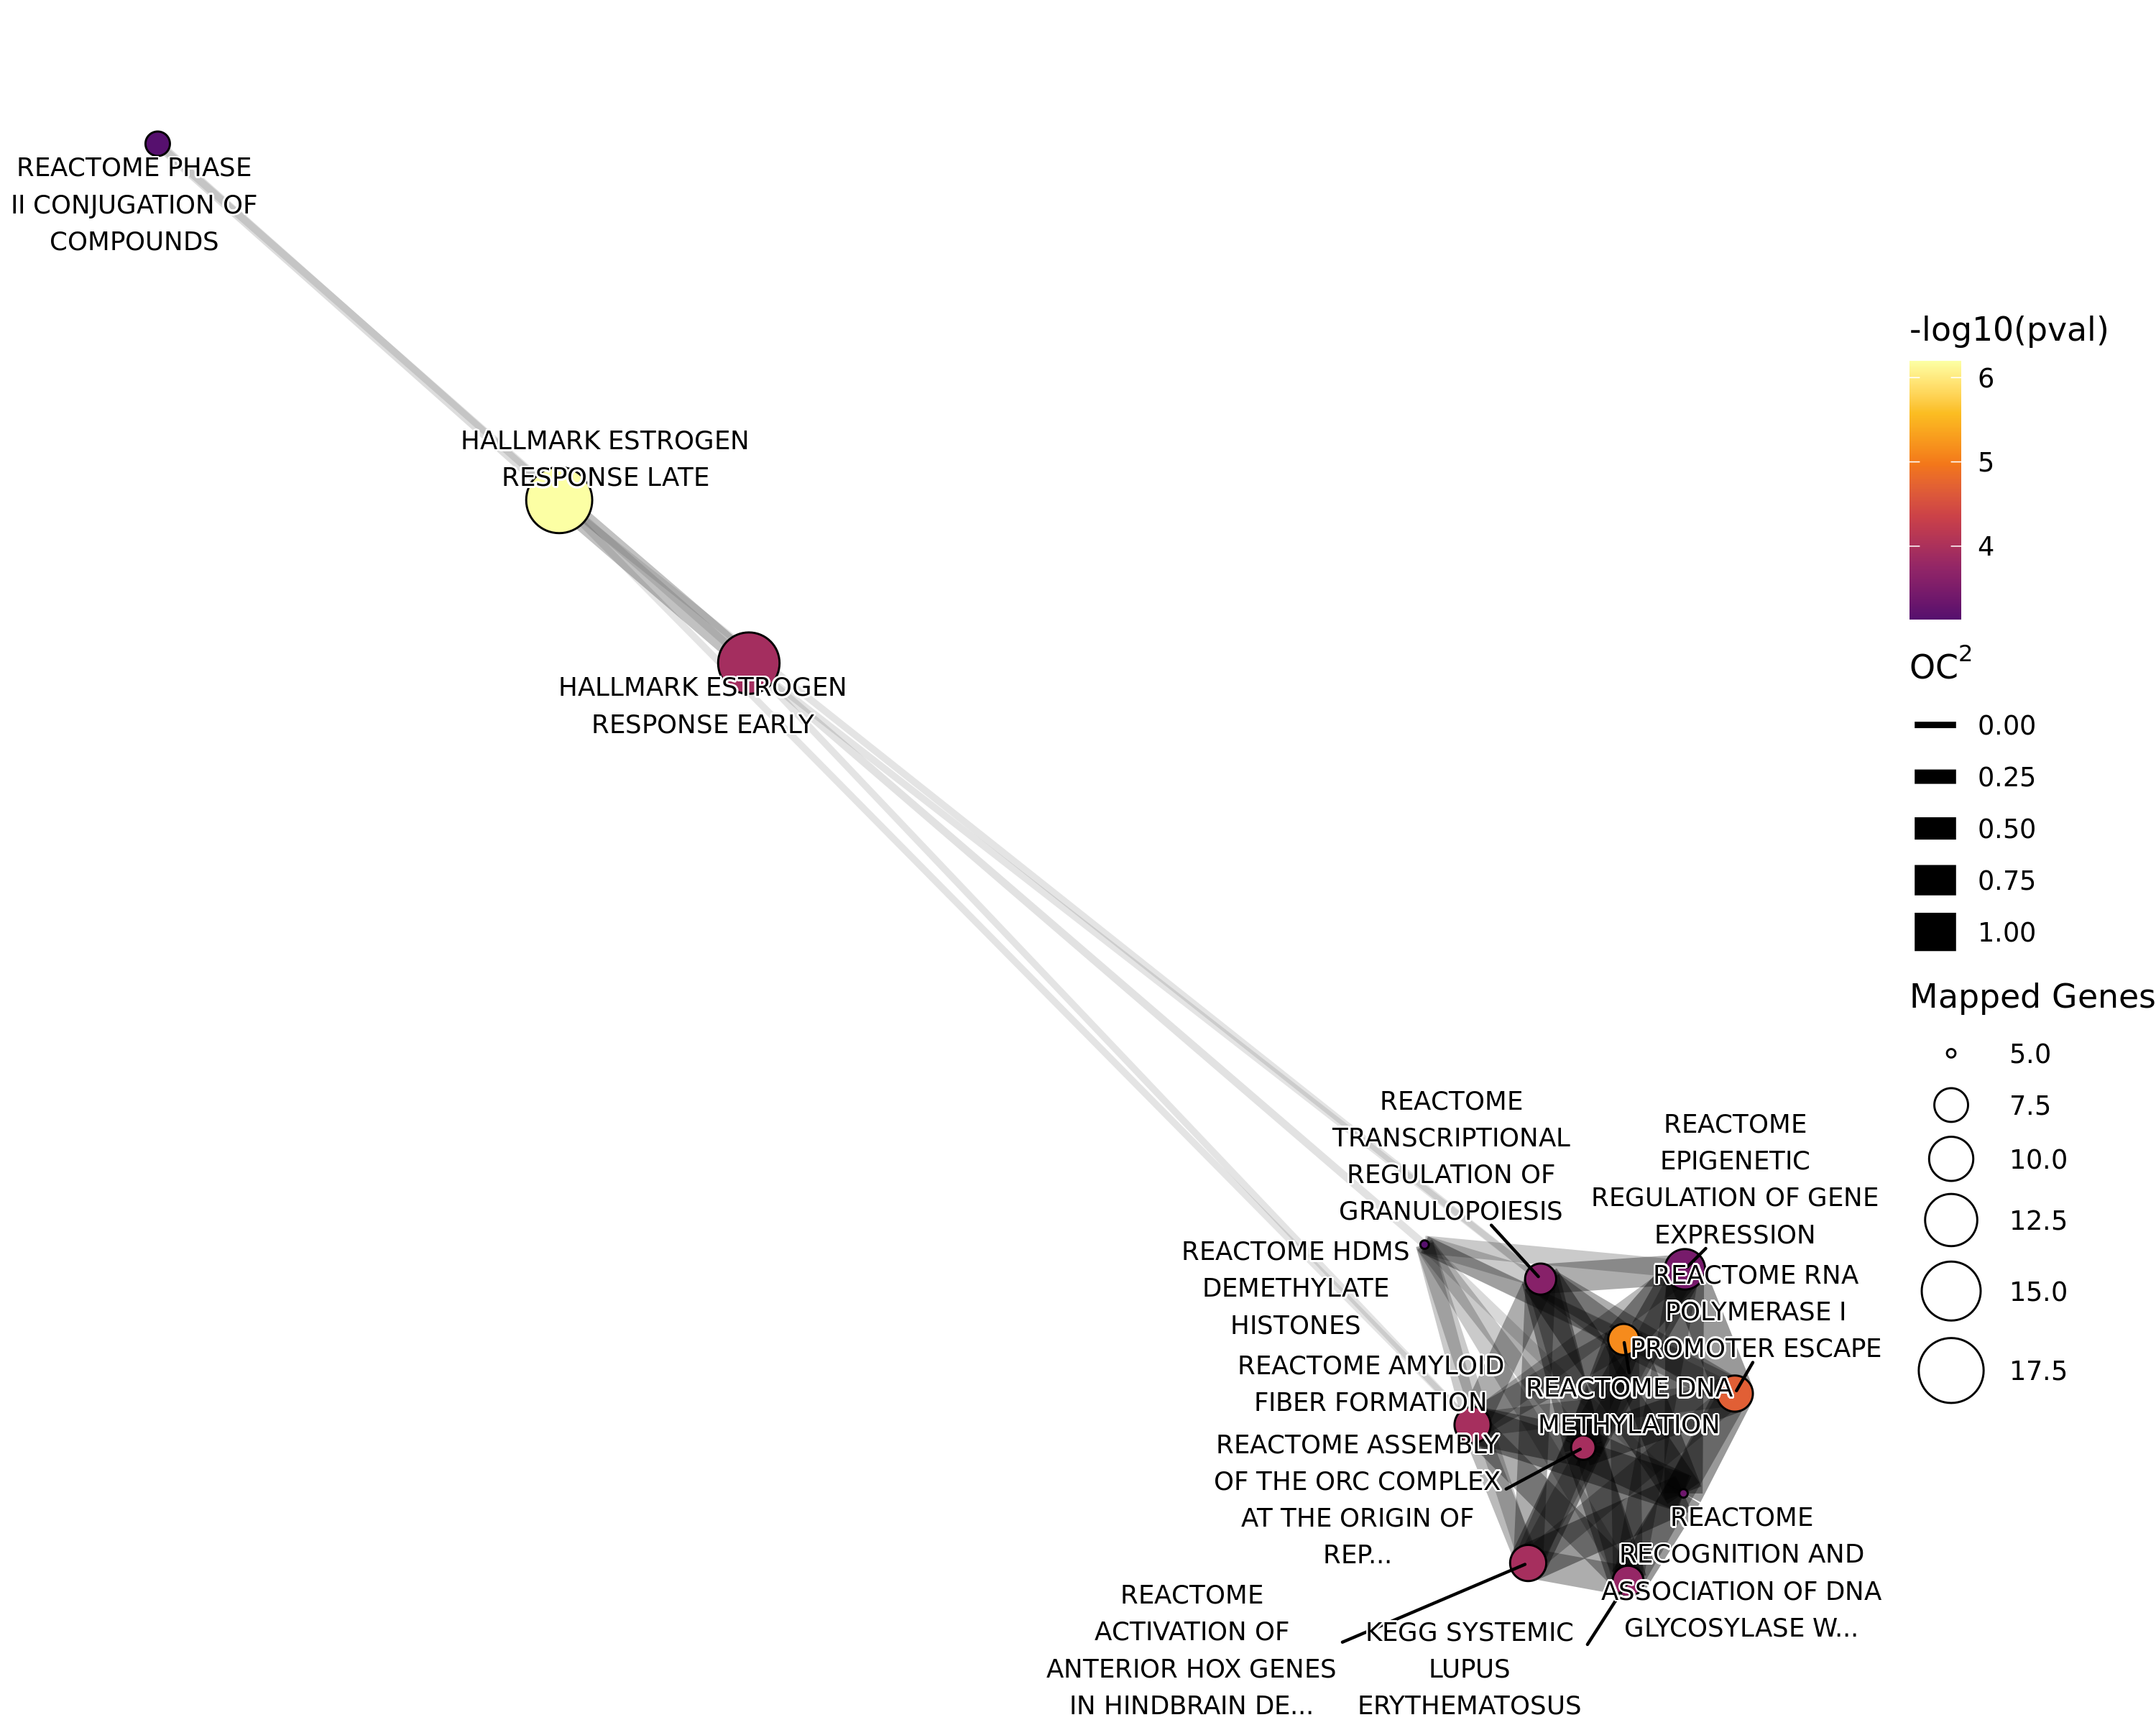 REACTOME PHASE
II CONJUGATION OF
COMPOUNDS
HALLMARK ESTROGEN
RESPONSE LATE
HALLMARK ESTROGEN
RESPONSE EARLY
REACTOME
TRANSCRIPTIONAL
REGULATION OF
GRANULOPOIESIS
REACTOME
EPIGENETIC
REGULATION OF GENE
EXPRESSION
REACTOME HDMS
DEMETHYLATE
HISTONES
REACTOME RNA
POLYMERASE I
PROMOTER ESCAPE
REACTOME AMYLOID
FIBER FORMATION
REACTOME DNA
METHYLATION
REACTOME ASSEMBLY
OF THE ORC COMPLEX
AT THE ORIGIN OF
REP...
REACTOME
RECOGNITION AND
ASSOCIATION OF DNA
GLYCOSYLASE W...
REACTOME
ACTIVATION OF
ANTERIOR HOX GENES
IN HINDBRAIN DE...
KEGG SYSTEMIC
LUPUS
ERYTHEMATOSUS
-log10(pval)
6
5
4
OC²
0.00
0.25
0.50
0.75
1.00
Mapped Genes
5.0
7.5
10.0
12.5
15.0
17.5